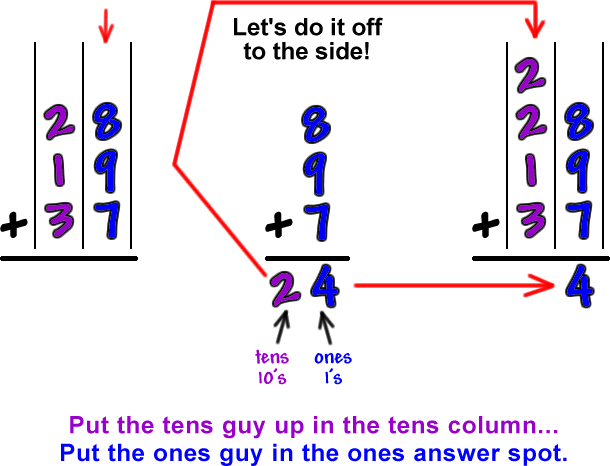 Let's do it off
to the side!
2 8
1 9
+ 3 7
8
9
+ 7
2 4
tens ones
10's 1's
2
2 8
1 9
+ 3 7
4
Put the tens guy up in the tens column...
Put the ones guy in the ones answer spot.